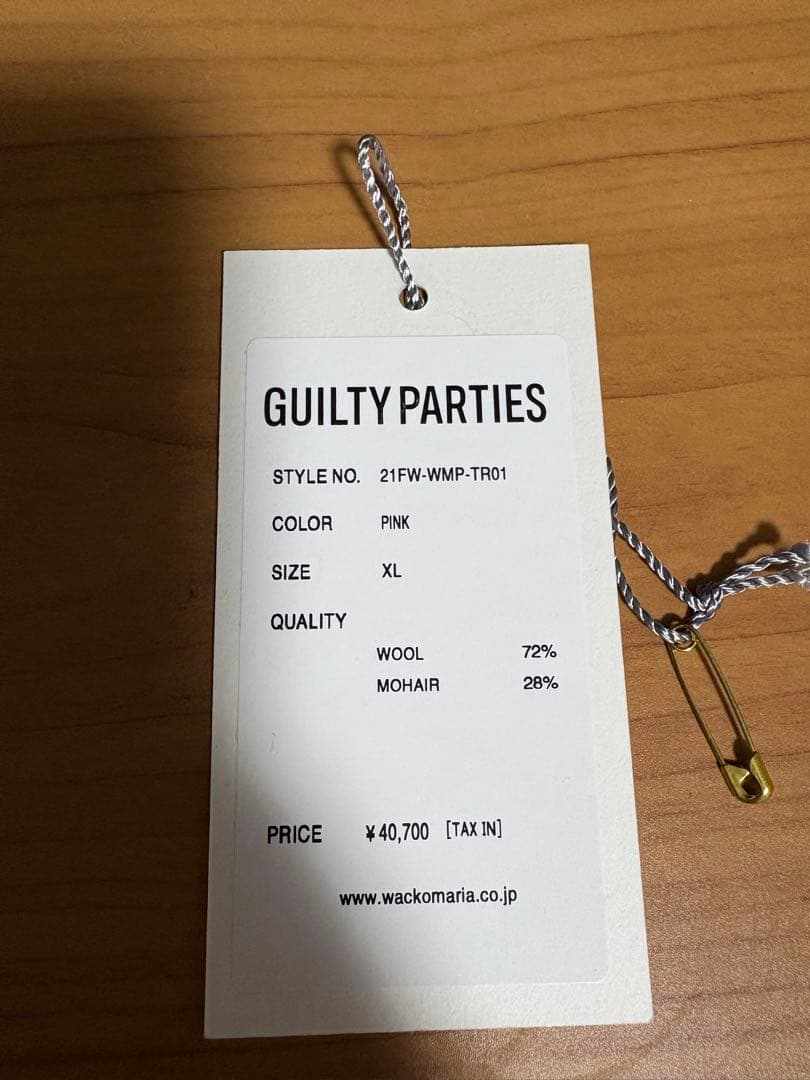 GUILTY PARTIES
STYLE NO. 21FW-WMP-TR01
COLOR PINK
SIZE XL
QUALITY
WOOL 72%
MOHAIR 28%
PRICE ¥40,700 [TAX IN]
www.wackomaria.co.jp